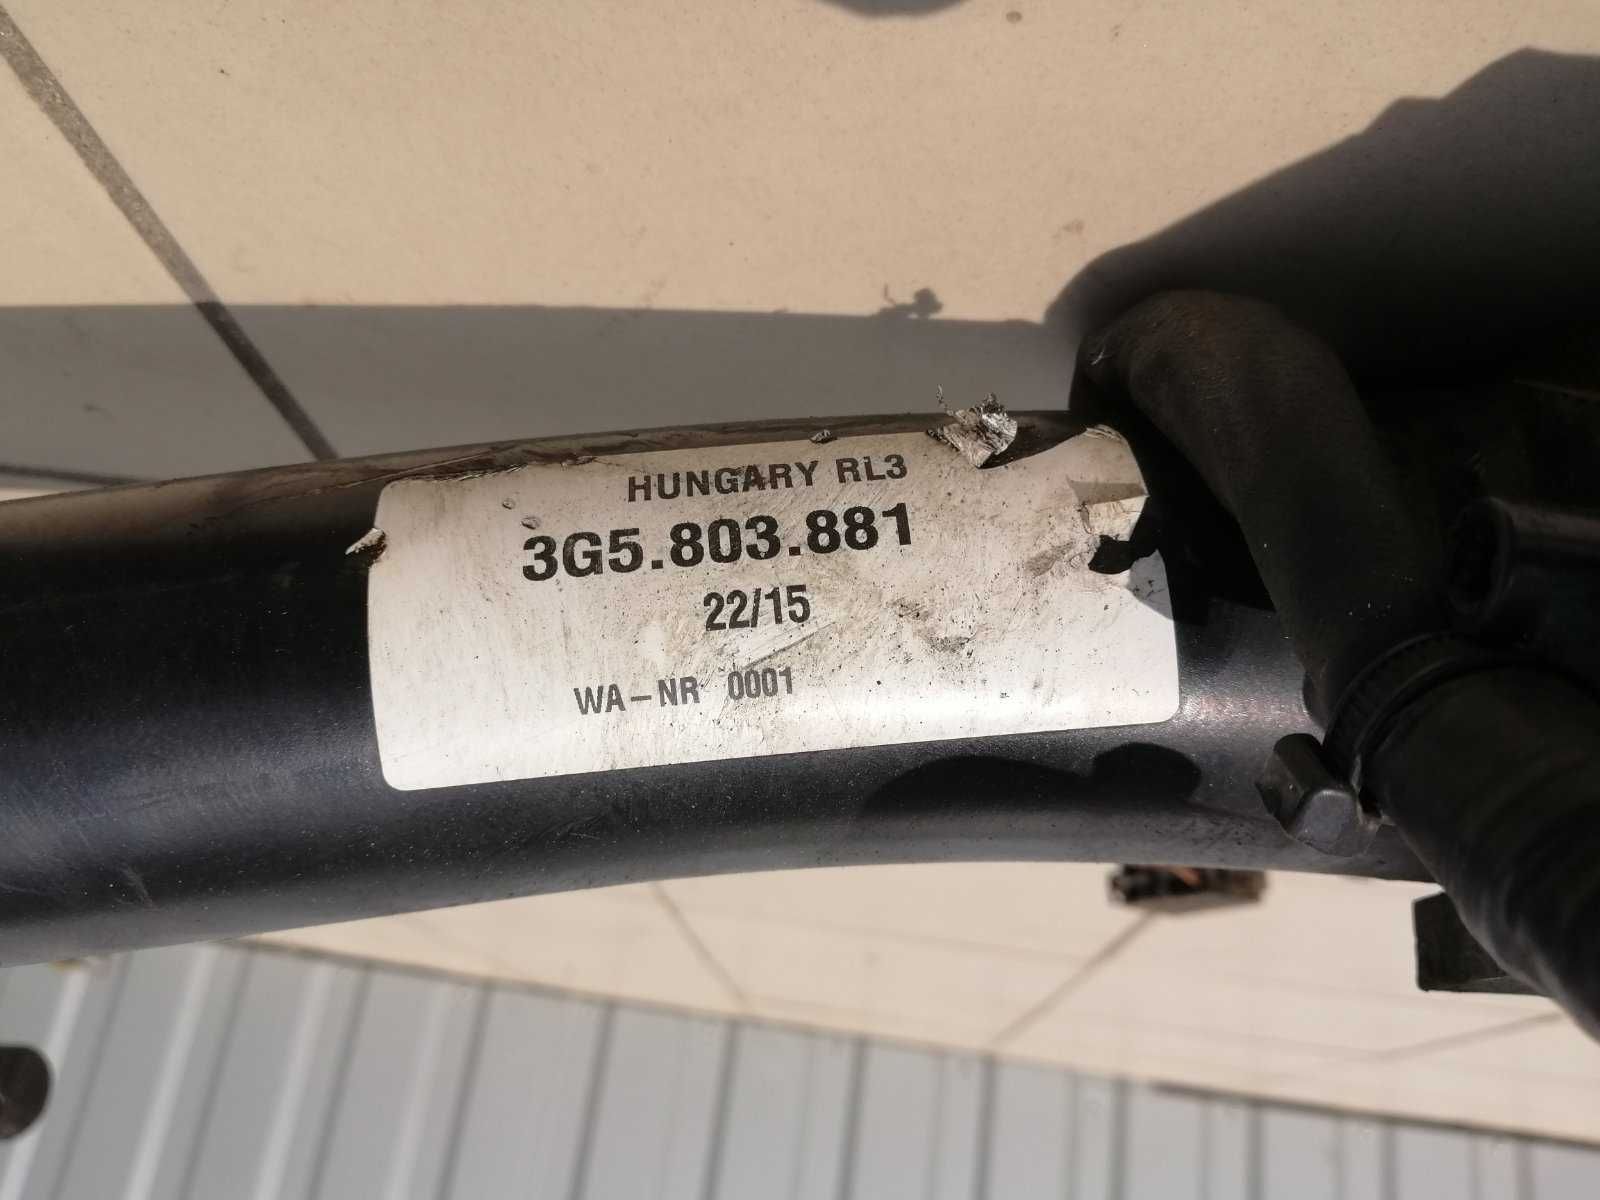 HUNGARY RL3
3G5.803.881
22/15
WA-NR 0001